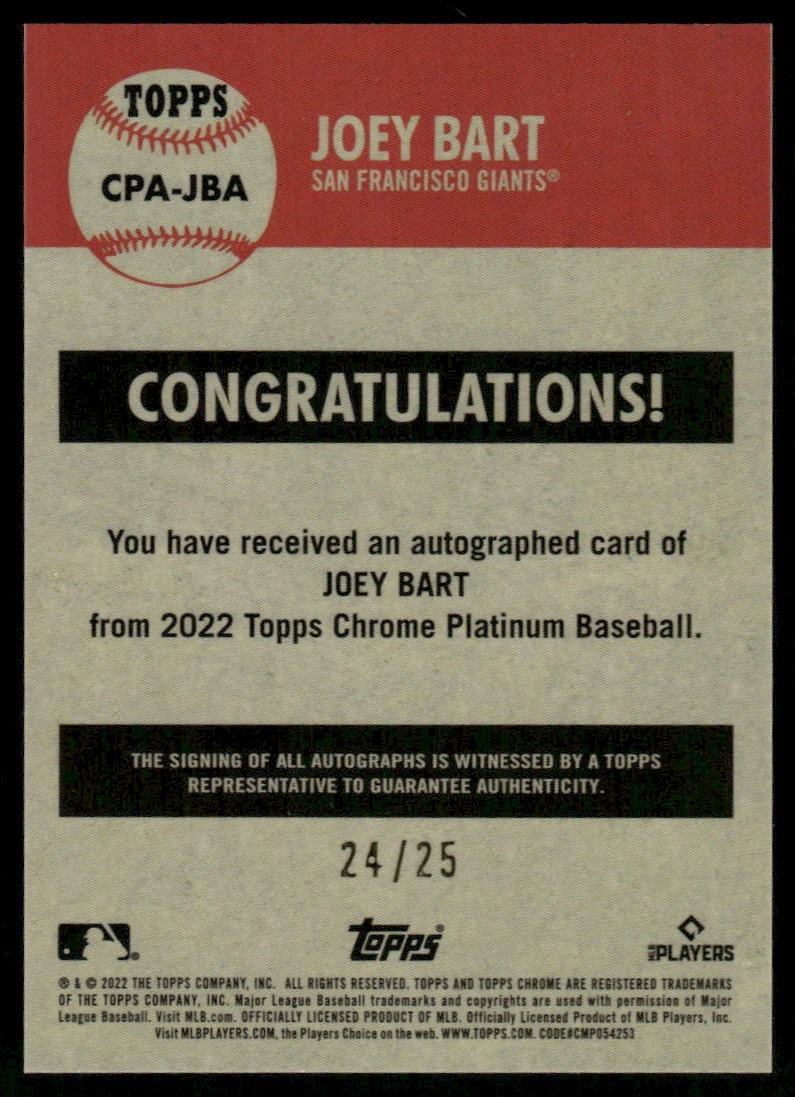 TOPPS
CPA-JBA
JOEY BART
SAN FRANCISCO GIANTS®
CONGRATULATIONS!
You have received an autographed card of
JOEY BART
from 2022 Topps Chrome Platinum Baseball.
THE SIGNING OF ALL AUTOGRAPHS IS WITNESSED BY A TOPPS
REPRESENTATIVE TO GUARANTEE AUTHENTICITY.
24/25
topps®
PLAYERS
® & © 2022 THE TOPPS COMPANY, INC. ALL RIGHTS RESERVED. TOPPS AND TOPPS CHROME ARE REGISTERED TRADEMARKS
OF THE TOPPS COMPANY, INC. Major League Baseball trademarks and copyrights are used with permission of Major
League Baseball. Visit MLB.com. OFFICIALLY LICENSED PRODUCT OF MLB. Officially Licensed Product of MLB Players, Inc.
Visit MLBPLAYERS.COM, the Players Choice on the web. WWW.TOPPS.COM. CODE#CMP054253